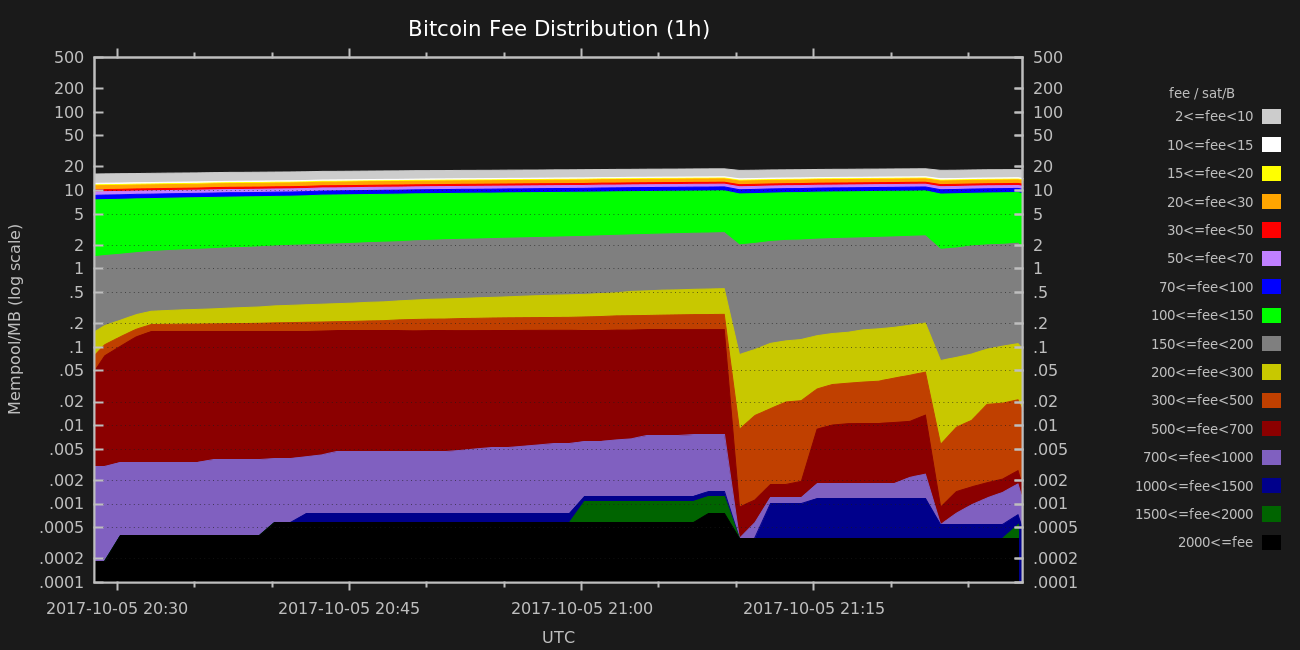 Bitcoin Fee Distribution (1h)
Mempool/MB (log scale)
500
200
100
50
20
10
5
2
1
.5
.2
.1
.05
.02
.01
.005
.002
.001
.0005
.0002
.0001
500
200
100
50
20
10
5
2
1
.5
.2
.1
.05
.02
.01
.005
.002
.001
.0005
.0002
.0001
2017-10-05 20:30
2017-10-05 20:45
2017-10-05 21:00
2017-10-05 21:15
UTC
fee / sat/B
2<=fee<10
10<=fee<15
15<=fee<20
20<=fee<30
30<=fee<50
50<=fee<70
70<=fee<100
100<=fee<150
150<=fee<200
200<=fee<300
300<=fee<500
500<=fee<700
700<=fee<1000
1000<=fee<1500
1500<=fee<2000
2000<=fee